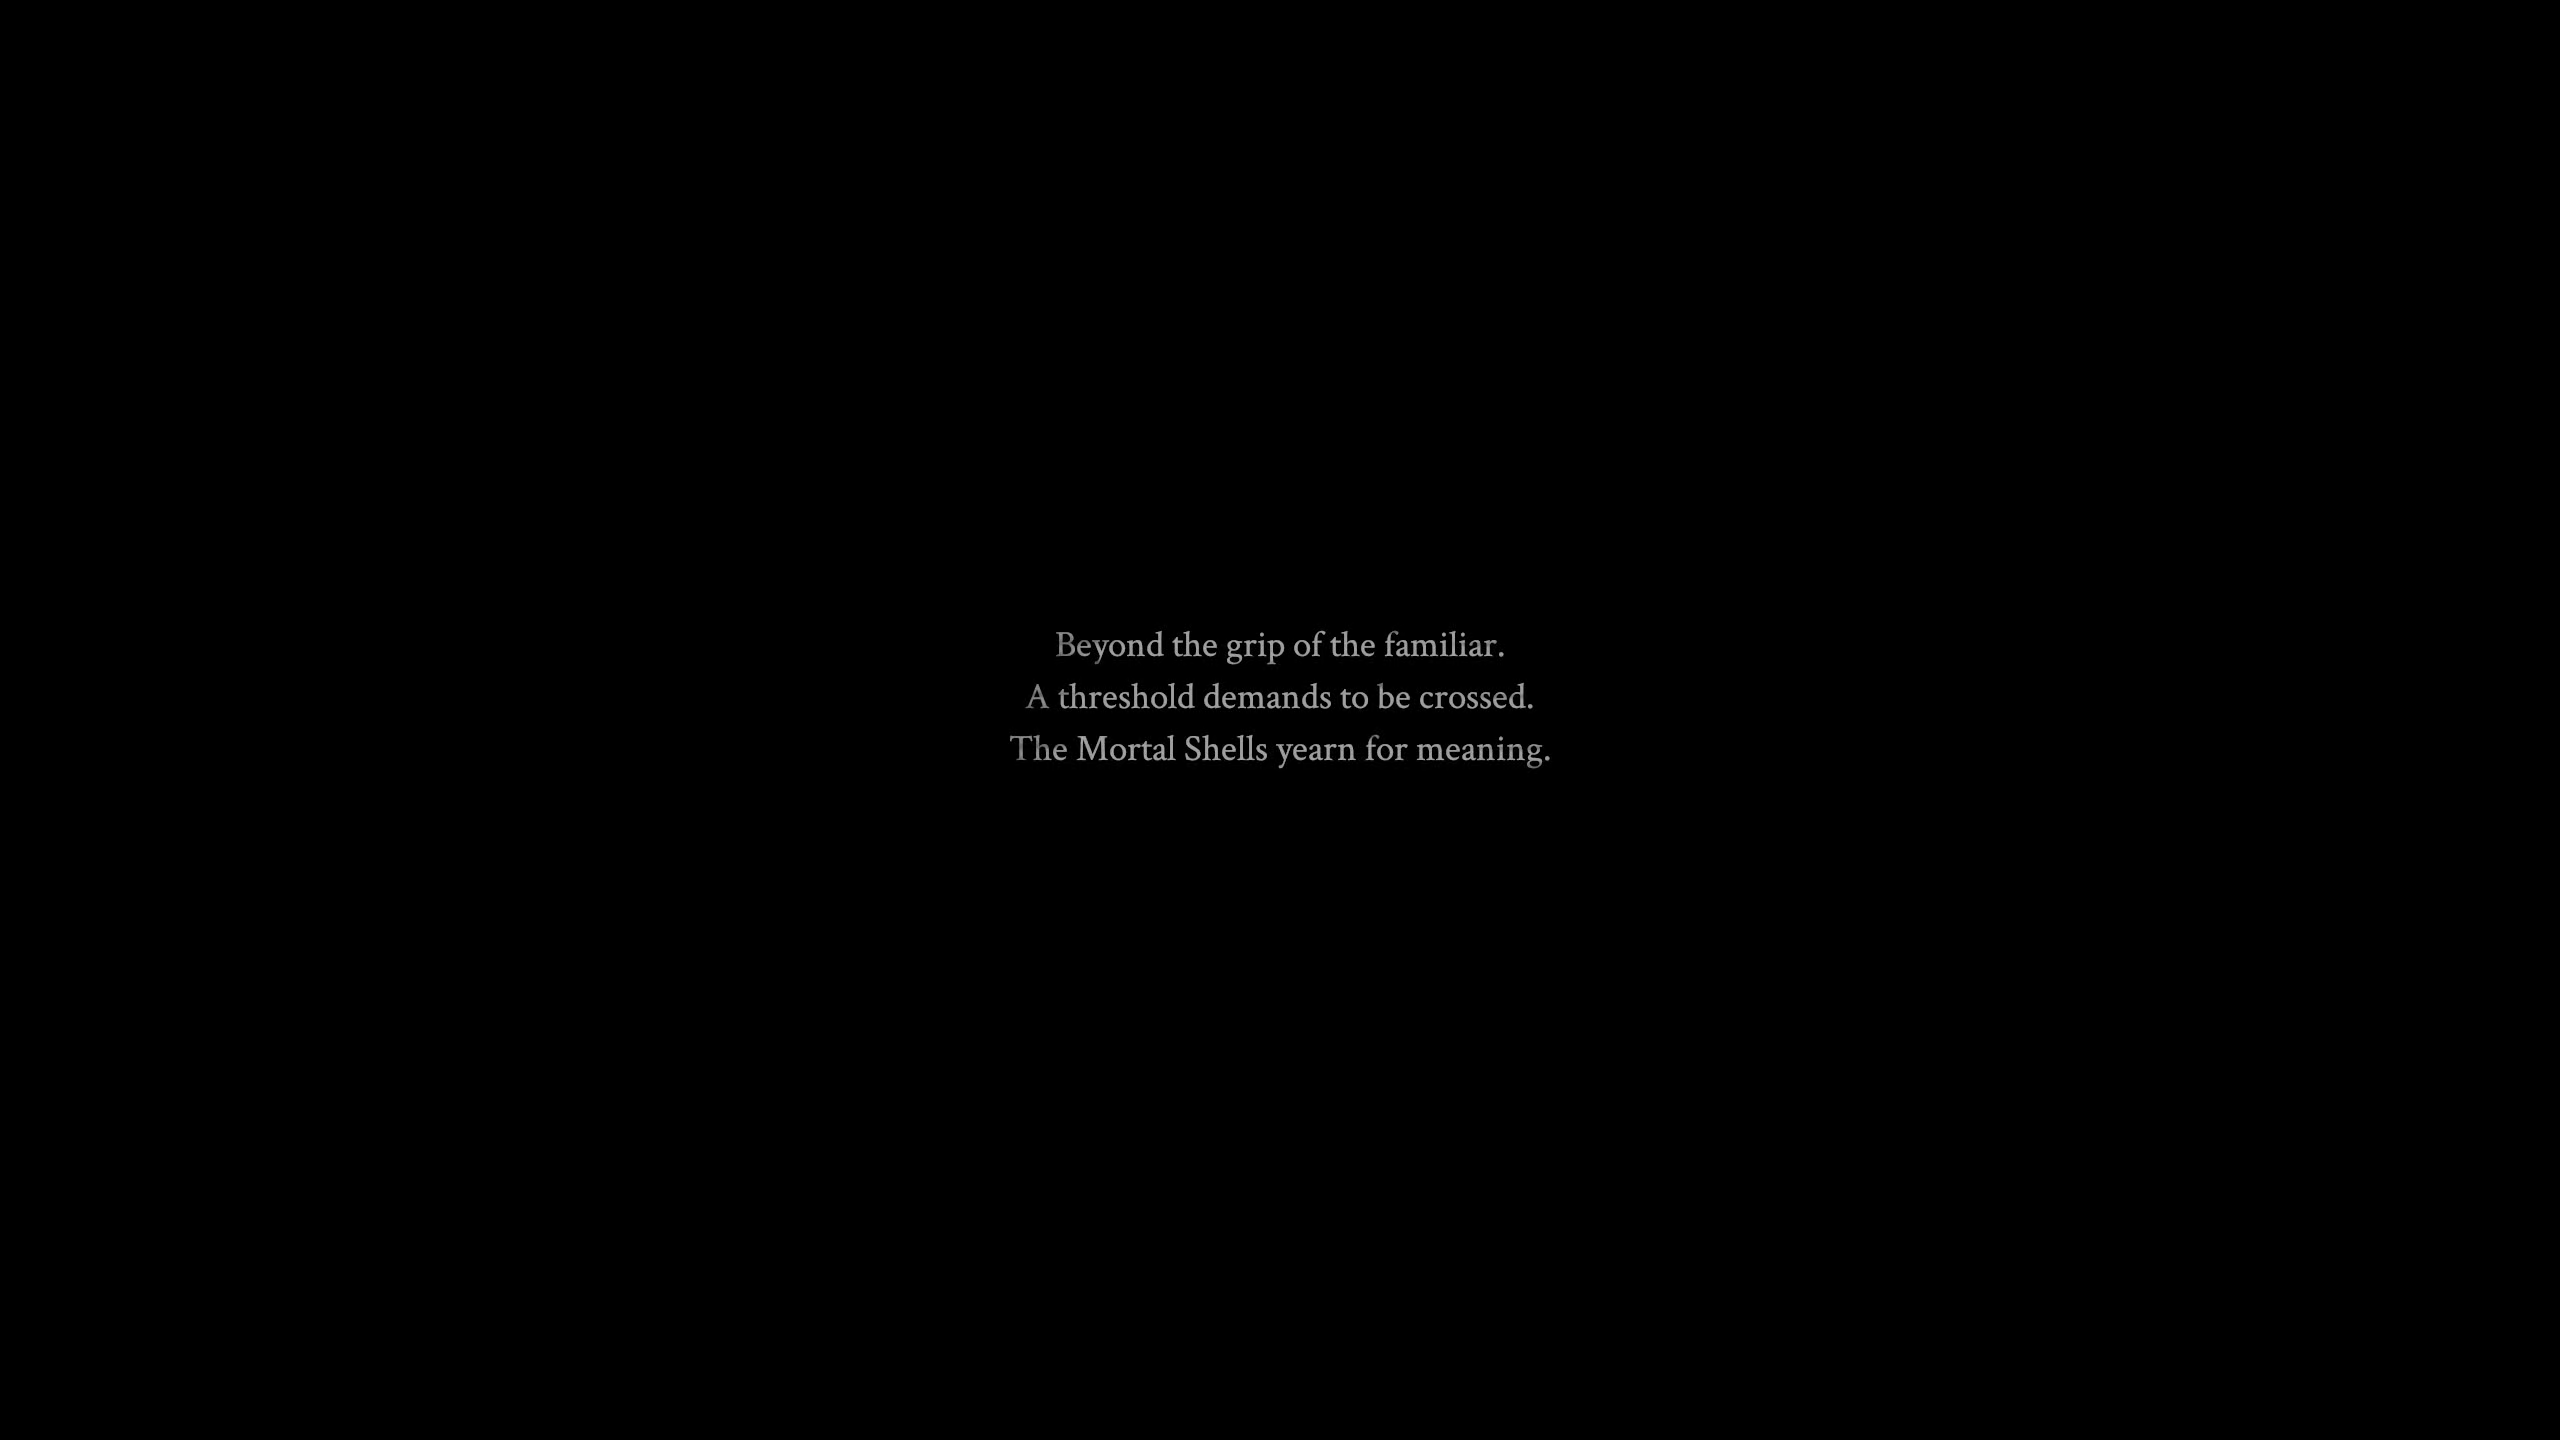 Beyond the grip of the familiar.
A threshold demands to be crossed.
The Mortal Shells yearn for meaning.